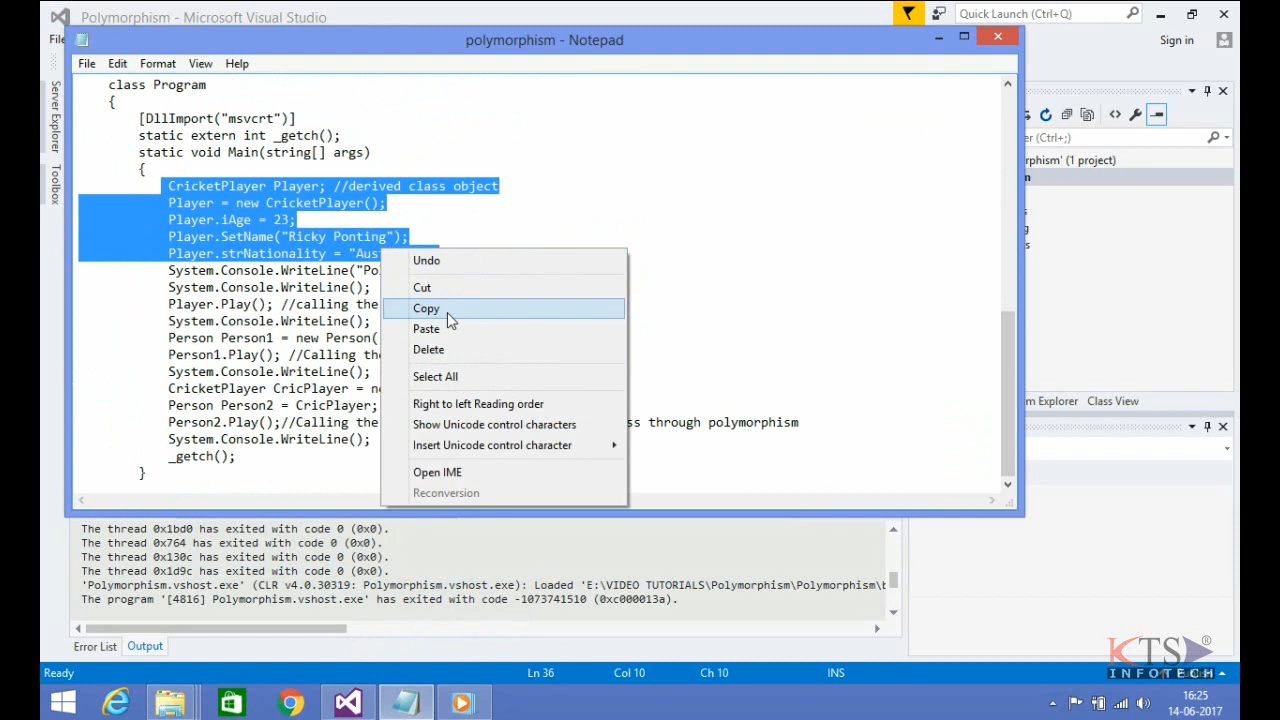 Polymorphism - Microsoft Visual Studio
Quick Launch (Ctrl+Q)
Sign in
polymorphism - Notepad
File Edit Format View Help
Server Explorer
Toolbox
class Program
{
[DllImport("msvcrt")]
static extern int _getch();
static void Main(string[] args)
{
CricketPlayer Player; //derived class object
Player = new CricketPlayer();
Player.iAge = 23;
Player.SetName("Ricky Ponting");
Player.strNationality = "Aus
System.Console.WriteLine("Po
System.Console.WriteLine();
Player.Play(); //calling the
System.Console.WriteLine();
Person Person1 = new Person(
Person1.Play(); //Calling the
System.Console.WriteLine();
CricketPlayer CricPlayer = ne
Person Person2 = CricPlayer;
Person2.Play();//Calling the ss through polymorphism
System.Console.WriteLine();
_getch();
}
Undo
Cut
Copy
Paste
Delete
Select All
Right to left Reading order
Show Unicode control characters
Insert Unicode control character
Open IME
Reconversion
er (Ctrl+;)
rphism' (1 project)
m
s
g
s
m Explorer Class View
The thread 0x1bd0 has exited with code 0 (0x0).
The thread 0x764 has exited with code 0 (0x0).
The thread 0x130c has exited with code 0 (0x0).
The thread 0x1d9c has exited with code 0 (0x0).
'Polymorphism.vshost.exe' (CLR v4.0.30319: Polymorphism.vshost.exe): Loaded 'E:\VIDEO TUTORIALS\Polymorphism\Polymorphism\b
The program '[4816] Polymorphism.vshost.exe' has exited with code -1073741510 (0xc000013a).
Error List Output
Ready Ln 36 Col 10 Ch 10 INS
KTS ®
INFOTECH
16:25
14-06-2017